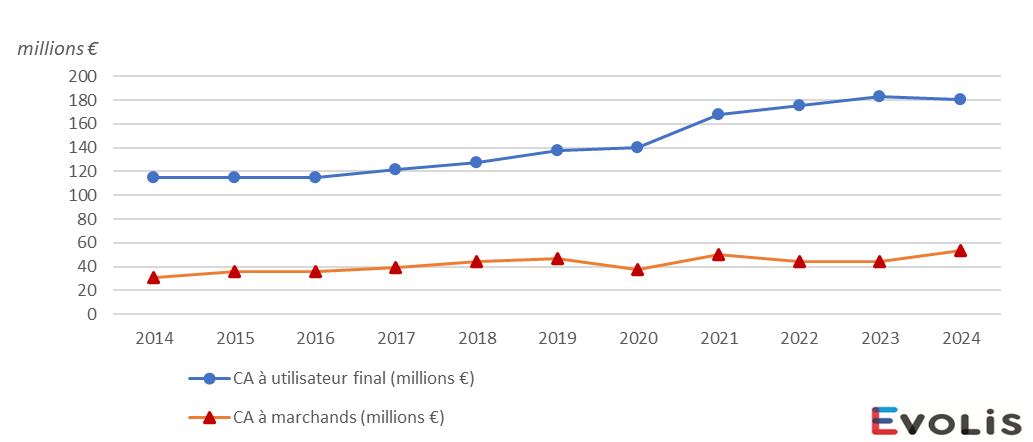 millions €
200
180
160
140
120
100
80
60
40
20
0
2014 2015 2016 2017 2018 2019 2020 2021 2022 2023 2024
CA à utilisateur final (millions €)
CA à marchands (millions €)
EVOLIS